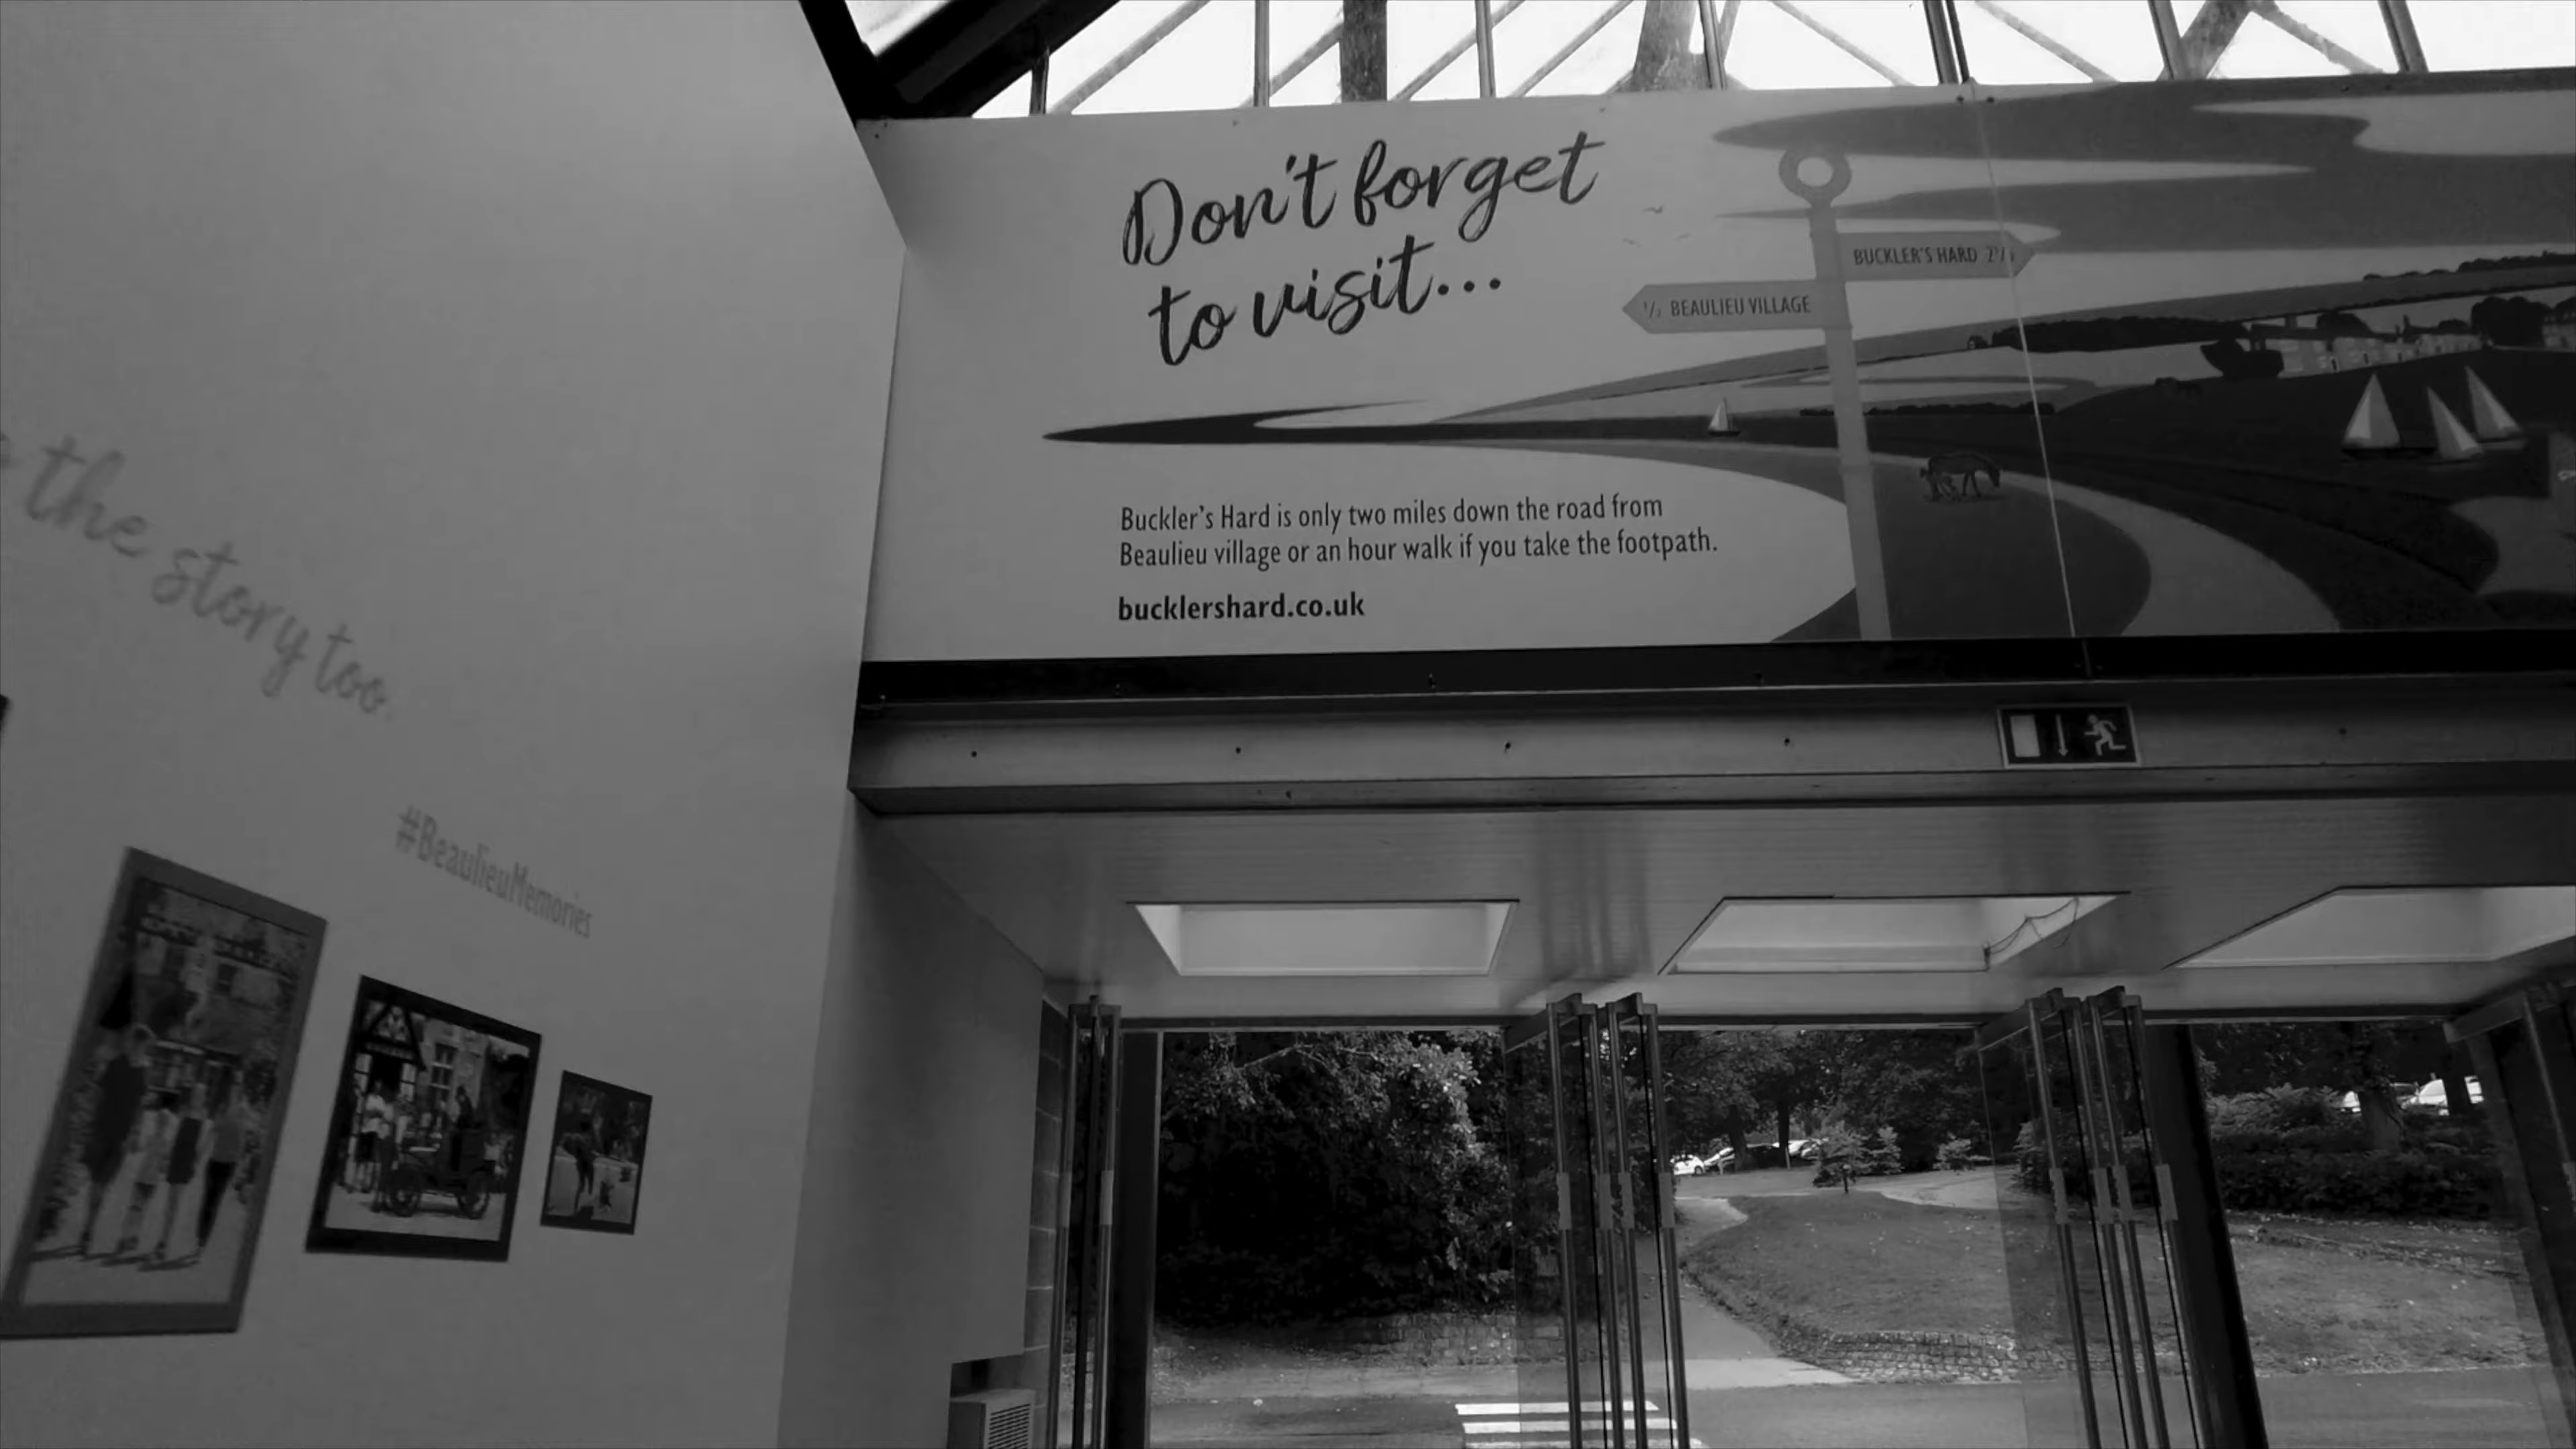 the story too.
#BeaulieuMemories
Don't forget
to visit...
BUCKLER'S HARD
BEAULIEU VILLAGE
Buckler's Hard is only two miles down the road from
Beaulieu village or an hour walk if you take the footpath.
bucklershard.co.uk